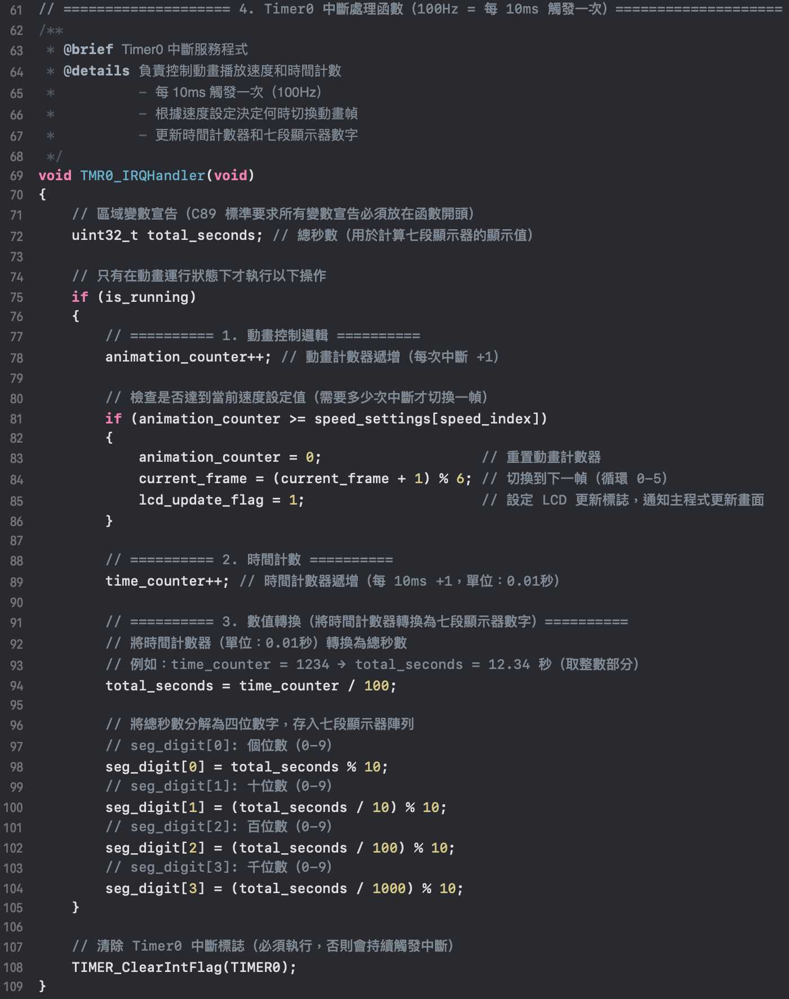 61 // ==================== 4. Timer0 中斷處理函數（100Hz = 每 10ms 觸發一次）====================
62 /**
63  * @brief Timer0 中斷服務程式
64  * @details 負責控制動畫播放速度和時間計數
65  *          - 每 10ms 觸發一次（100Hz）
66  *          - 根據速度設定決定何時切換動畫幀
67  *          - 更新時間計數器和七段顯示器數字
68  */
69 void TMR0_IRQHandler(void)
70 {
71     // 區域變數宣告（C89 標準要求所有變數宣告必須放在函數開頭）
72     uint32_t total_seconds; // 總秒數（用於計算七段顯示器的顯示值）
73
74     // 只有在動畫運行狀態下才執行以下操作
75     if (is_running)
76     {
77         // ========== 1. 動畫控制邏輯 ==========
78         animation_counter++; // 動畫計數器遞增（每次中斷 +1）
79
80         // 檢查是否達到當前速度設定值（需要多少次中斷才切換一幀）
81         if (animation_counter >= speed_settings[speed_index])
82         {
83             animation_counter = 0;                   // 重置動畫計數器
84             current_frame = (current_frame + 1) % 6; // 切換到下一幀（循環 0-5）
85             lcd_update_flag = 1;                     // 設定 LCD 更新標誌，通知主程式更新畫面
86         }
87
88         // ========== 2. 時間計數 ==========
89         time_counter++; // 時間計數器遞增（每 10ms +1，單位：0.01秒）
90
91         // ========== 3. 數值轉換（將時間計數器轉換為七段顯示器數字）==========
92         // 將時間計數器（單位：0.01秒）轉換為總秒數
93         // 例如：time_counter = 1234 → total_seconds = 12.34 秒（取整數部分）
94         total_seconds = time_counter / 100;
95
96         // 將總秒數分解為四位數字，存入七段顯示器陣列
97         // seg_digit[0]: 個位數（0-9）
98         seg_digit[0] = total_seconds % 10;
99         // seg_digit[1]: 十位數（0-9）
100         seg_digit[1] = (total_seconds / 10) % 10;
101         // seg_digit[2]: 百位數（0-9）
102         seg_digit[2] = (total_seconds / 100) % 10;
103         // seg_digit[3]: 千位數（0-9）
104         seg_digit[3] = (total_seconds / 1000) % 10;
105     }
106
107     // 清除 Timer0 中斷標誌（必須執行，否則會持續觸發中斷）
108     TIMER_ClearIntFlag(TIMER0);
109 }